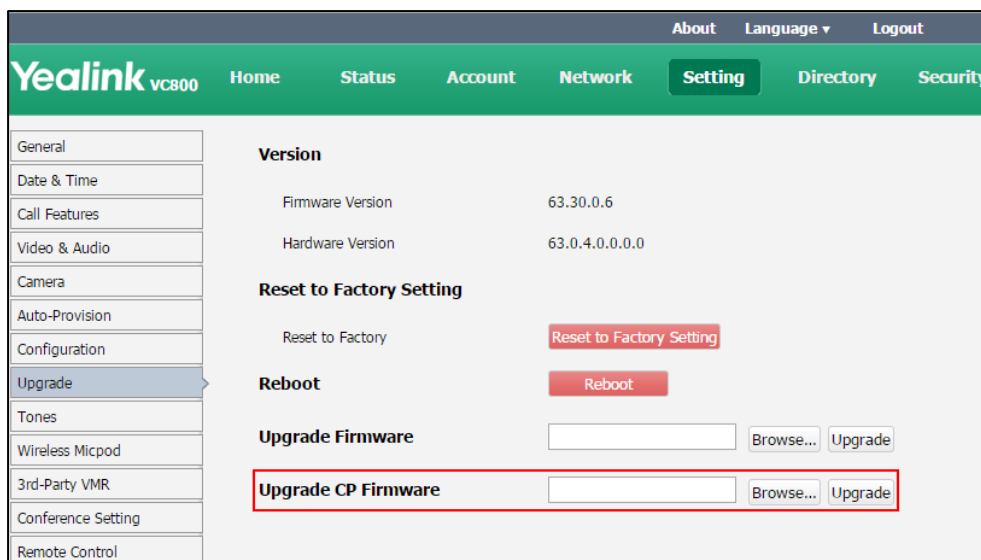 About Language ▾ Logout
Yealink VC800 Home Status Account Network Setting Directory Security
General
Date & Time
Call Features
Video & Audio
Camera
Auto-Provision
Configuration
Upgrade
Tones
Wireless Micpod
3rd-Party VMR
Conference Setting
Remote Control
Version
Firmware Version 63.30.0.6
Hardware Version 63.0.4.0.0.0.0
Reset to Factory Setting
Reset to Factory Reset to Factory Setting
Reboot Reboot
Upgrade Firmware Browse... Upgrade
Upgrade CP Firmware Browse... Upgrade